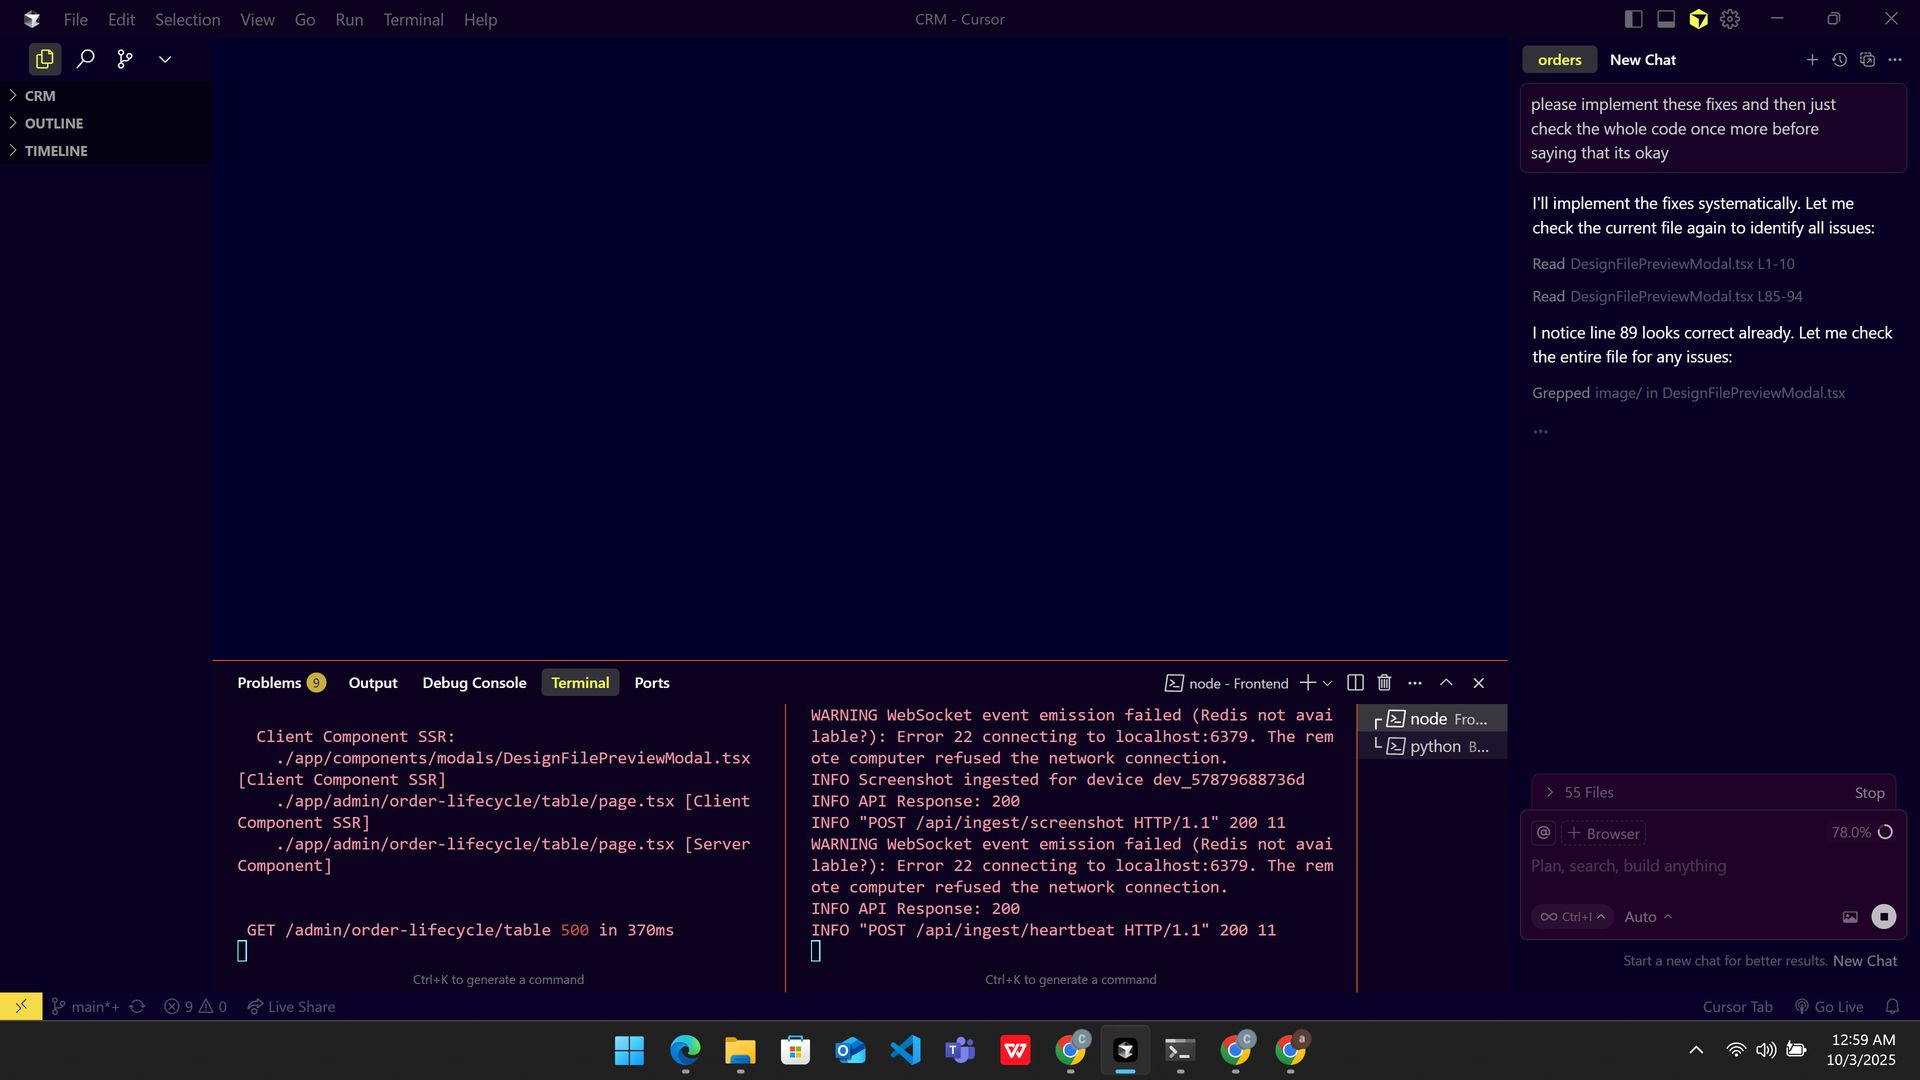 File Edit Selection View Go Run Terminal Help
CRM - Cursor
CRM
OUTLINE
TIMELINE
Problems 9 Output Debug Console Terminal Ports
node - Frontend
Client Component SSR:
./app/components/modals/DesignFilePreviewModal.tsx
[Client Component SSR]
./app/admin/order-lifecycle/table/page.tsx [Client
Component SSR]
./app/admin/order-lifecycle/table/page.tsx [Server
Component]
GET /admin/order-lifecycle/table 500 in 370ms
Ctrl+K to generate a command
WARNING WebSocket event emission failed (Redis not avai
lable?): Error 22 connecting to localhost:6379. The rem
ote computer refused the network connection.
INFO Screenshot ingested for device dev_57879688736d
INFO API Response: 200
INFO "POST /api/ingest/screenshot HTTP/1.1" 200 11
WARNING WebSocket event emission failed (Redis not avai
lable?): Error 22 connecting to localhost:6379. The rem
ote computer refused the network connection.
INFO API Response: 200
INFO "POST /api/ingest/heartbeat HTTP/1.1" 200 11
Ctrl+K to generate a command
node Fro...
python B...
orders New Chat
please implement these fixes and then just
check the whole code once more before
saying that its okay
I'll implement the fixes systematically. Let me
check the current file again to identify all issues:
Read DesignFilePreviewModal.tsx L1-10
Read DesignFilePreviewModal.tsx L85-94
I notice line 89 looks correct already. Let me check
the entire file for any issues:
Grepped image/ in DesignFilePreviewModal.tsx
...
55 Files Stop
@ + Browser 78.0%
Plan, search, build anything
∞ Ctrl+I Auto
Start a new chat for better results. New Chat
main*+ 9 0 Live Share
Cursor Tab Go Live
12:59 AM
10/3/2025